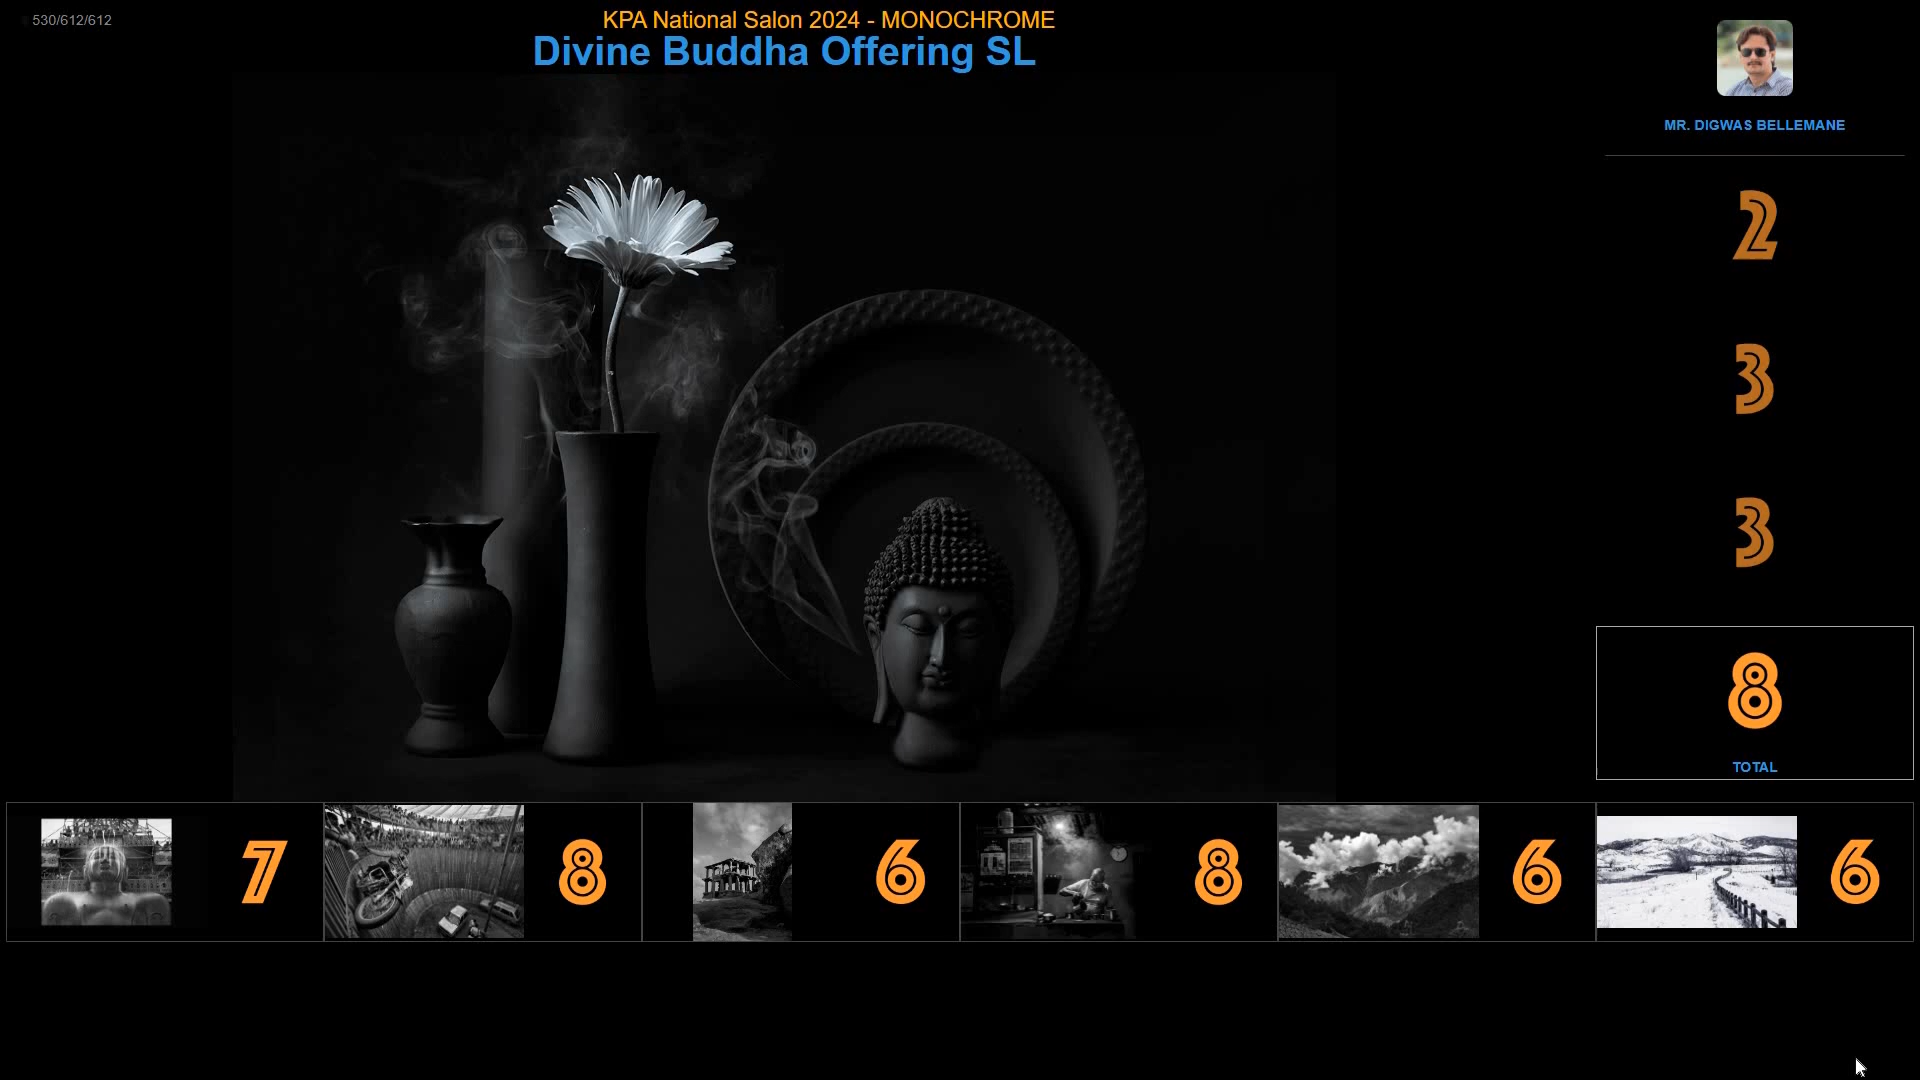 530/612/612
KPA National Salon 2024 - MONOCHROME
Divine Buddha Offering SL
MR. DIGWAS BELLEMANE
2
3
3
8
TOTAL
7 8 6 8 6 6